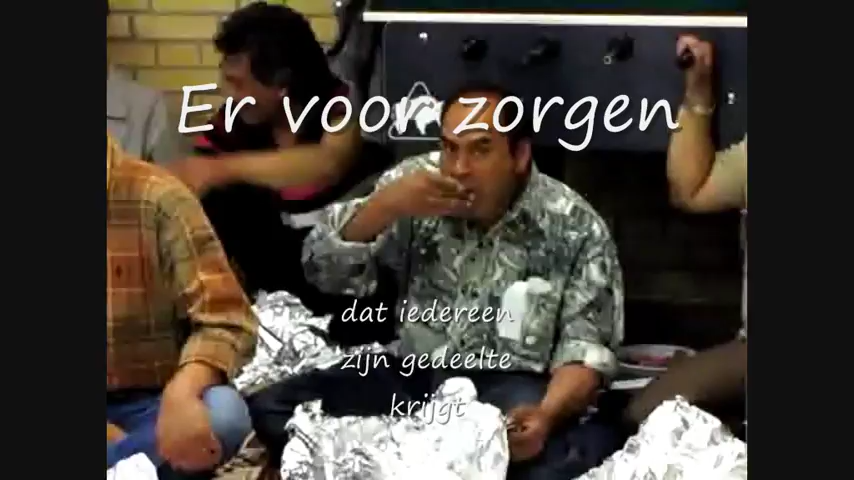 Er voor zorgen
dat iedereen
zijn gedeelte
krijgt